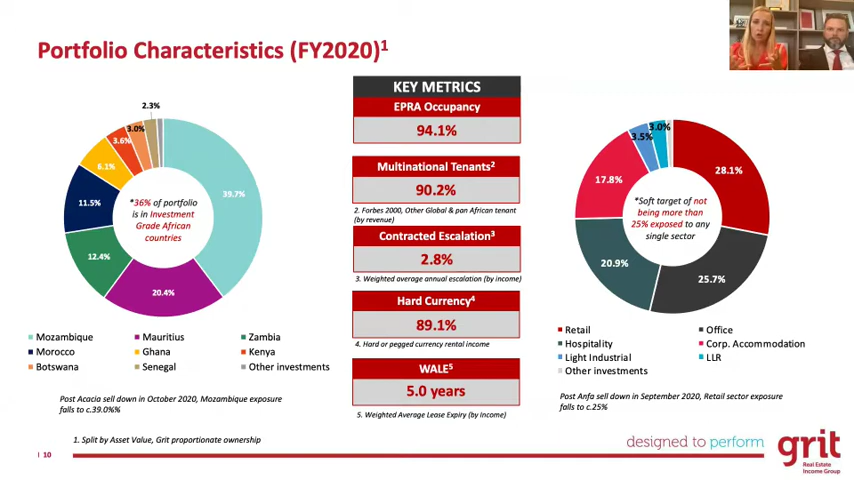 Portfolio Characteristics (FY2020)1
2.3%
3.0%
3.6%
6.1%
11.5%
12.4%
20.4%
39.7%
*36% of portfolio
is in Investment
Grade African
countries
Mozambique
Mauritius
Zambia
Morocco
Ghana
Kenya
Botswana
Senegal
Other investments
Post Acacia sell down in October 2020, Mozambique exposure
falls to c.39.0%%
1. Split by Asset Value, Grit proportionate ownership
KEY METRICS
EPRA Occupancy
94.1%
Multinational Tenants2
90.2%
2. Forbes 2000, Other Global & pan African tenant
(by revenue)
Contracted Escalation3
2.8%
3. Weighted average annual escalation (by income)
Hard Currency4
89.1%
4. Hard or pegged currency rental income
WALE5
5.0 years
5. Weighted Average Lease Expiry (by Income)
3.0%
3.5%
17.8%
28.1%
20.9%
25.7%
*Soft target of not
being more than
25% exposed to any
single sector
Retail
Office
Hospitality
Corp. Accommodation
Light Industrial
LLR
Other investments
Post Anfa sell down in September 2020, Retail sector exposure
falls to c.25%
designed to perform
grit
Real Estate
Income Group
| 10